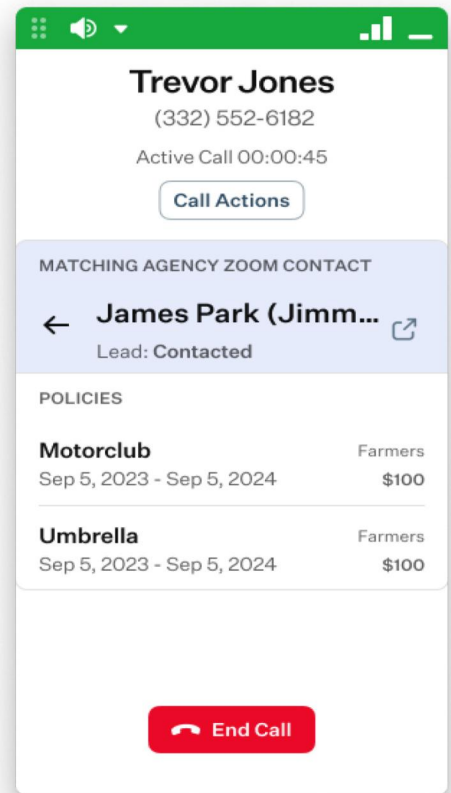 Trevor Jones
(332) 552-6182
Active Call 00:00:45
Call Actions
MATCHING AGENCY ZOOM CONTACT
James Park (Jimm...
Lead: Contacted
POLICIES
Motorclub Farmers
Sep 5, 2023 - Sep 5, 2024 $100
Umbrella Farmers
Sep 5, 2023 - Sep 5, 2024 $100
End Call